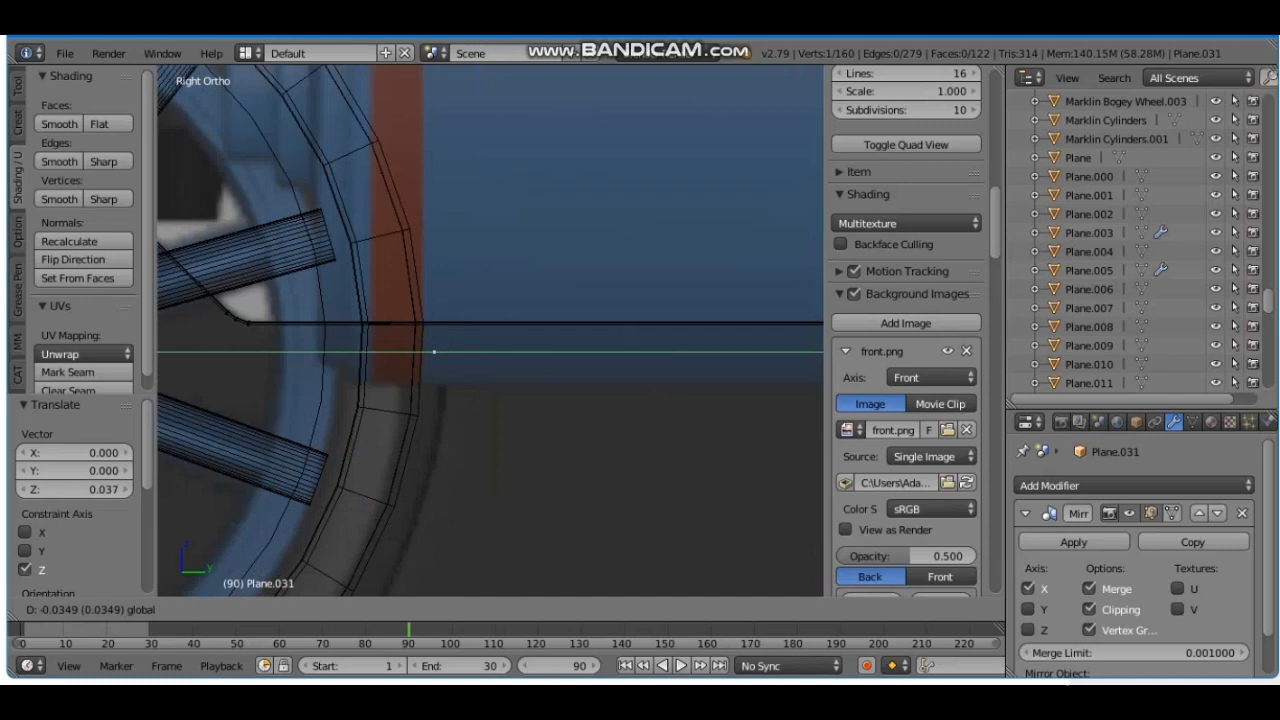 www.BANDICAM.com
File Render Window Help Default Scene v2.79 | Verts:1/160 | Edges:0/279 | Faces:0/122 | Tris:314 | Mem:140.15M (58.28M) | Plane.031
Tool
Creat
Shading / U
Option
Grease Pen
MM
CAT
Shading
Faces:
Smooth Flat
Edges:
Smooth Sharp
Vertices:
Smooth Sharp
Normals:
Recalculate
Flip Direction
Set From Faces
UVs
UV Mapping:
Unwrap
Mark Seam
Clear Seam
Translate
Vector
X: 0.000
Y: 0.000
Z: 0.037
Constraint Axis
X
Y
Z
Orientation
Right Ortho
z
y
(90) Plane.031
D: -0.0349 (0.0349) global
Lines: 16
Scale: 1.000
Subdivisions: 10
Toggle Quad View
Item
Shading
Multitexture
Backface Culling
Motion Tracking
Background Images
Add Image
front.png
Axis: Front
Image Movie Clip
front.png F
Source: Single Image
C:\Users\Ada...
Color S sRGB
View as Render
Opacity: 0.500
Back Front
View Search All Scenes
Marklin Bogey Wheel.003
Marklin Cylinders
Marklin Cylinders.001
Plane
Plane.000
Plane.001
Plane.002
Plane.003
Plane.004
Plane.005
Plane.006
Plane.007
Plane.008
Plane.009
Plane.010
Plane.011
Plane.031
Add Modifier
Mirr
Apply Copy
Axis: Options: Textures:
X Merge U
Y Clipping V
Z Vertex Gr...
Merge Limit: 0.001000
Mirror Object:
0 10 20 30 40 50 60 70 80 90 100 110 120 130 140 150 160 170 180 190 200 210 220
View Marker Frame Playback Start: 1 End: 30 90 No Sync